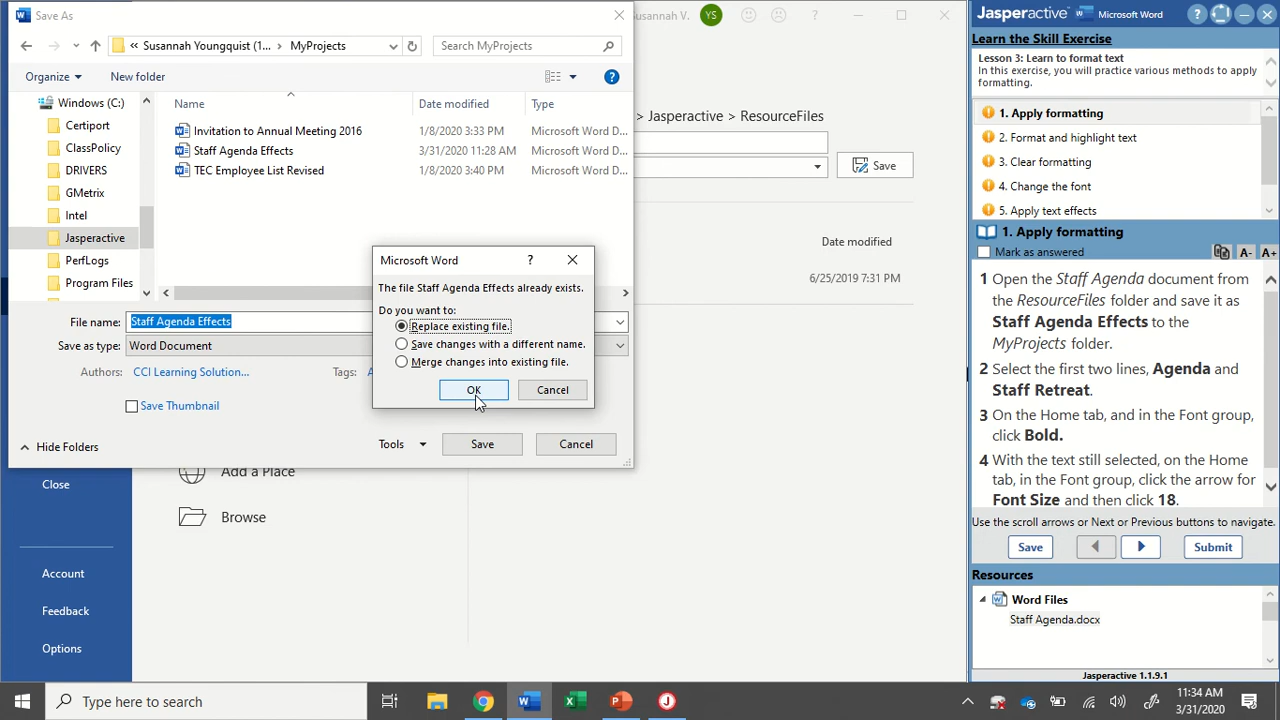 Save As
Susannah V. YS
« Susannah Youngquist (1... > MyProjects
Search MyProjects
Organize
New folder
Windows (C:)
Certiport
ClassPolicy
DRIVERS
GMetrix
Intel
Jasperactive
PerfLogs
Program Files
Name Date modified Type
Invitation to Annual Meeting 2016 1/8/2020 3:33 PM Microsoft Word D...
Staff Agenda Effects 3/31/2020 11:28 AM Microsoft Word D...
TEC Employee List Revised 1/8/2020 3:40 PM Microsoft Word D...
File name: Staff Agenda Effects
Save as type: Word Document
Authors: CCI Learning Solution...
Tags: A
Save Thumbnail
Hide Folders
Tools
Save
Cancel
Microsoft Word
The file Staff Agenda Effects already exists.
Do you want to:
Replace existing file.
Save changes with a different name.
Merge changes into existing file.
OK
Cancel
> Jasperactive > ResourceFiles
Save
Date modified
6/25/2019 7:31 PM
Add a Place
Browse
Close
Account
Feedback
Options
Jasperactive Microsoft Word
Learn the Skill Exercise
Lesson 3: Learn to format text
In this exercise, you will practice various methods to apply
formatting.
1. Apply formatting
2. Format and highlight text
3. Clear formatting
4. Change the font
5. Apply text effects
1. Apply formatting
Mark as answered
A- A+
1 Open the Staff Agenda document from
the ResourceFiles folder and save it as
Staff Agenda Effects to the
MyProjects folder.
2 Select the first two lines, Agenda and
Staff Retreat.
3 On the Home tab, and in the Font group,
click Bold.
4 With the text still selected, on the Home
tab, in the Font group, click the arrow for
Font Size and then click 18.
Use the scroll arrows or Next or Previous buttons to navigate.
Save
Submit
Resources
Word Files
Staff Agenda.docx
Jasperactive 1.1.9.1
Type here to search
11:34 AM
3/31/2020